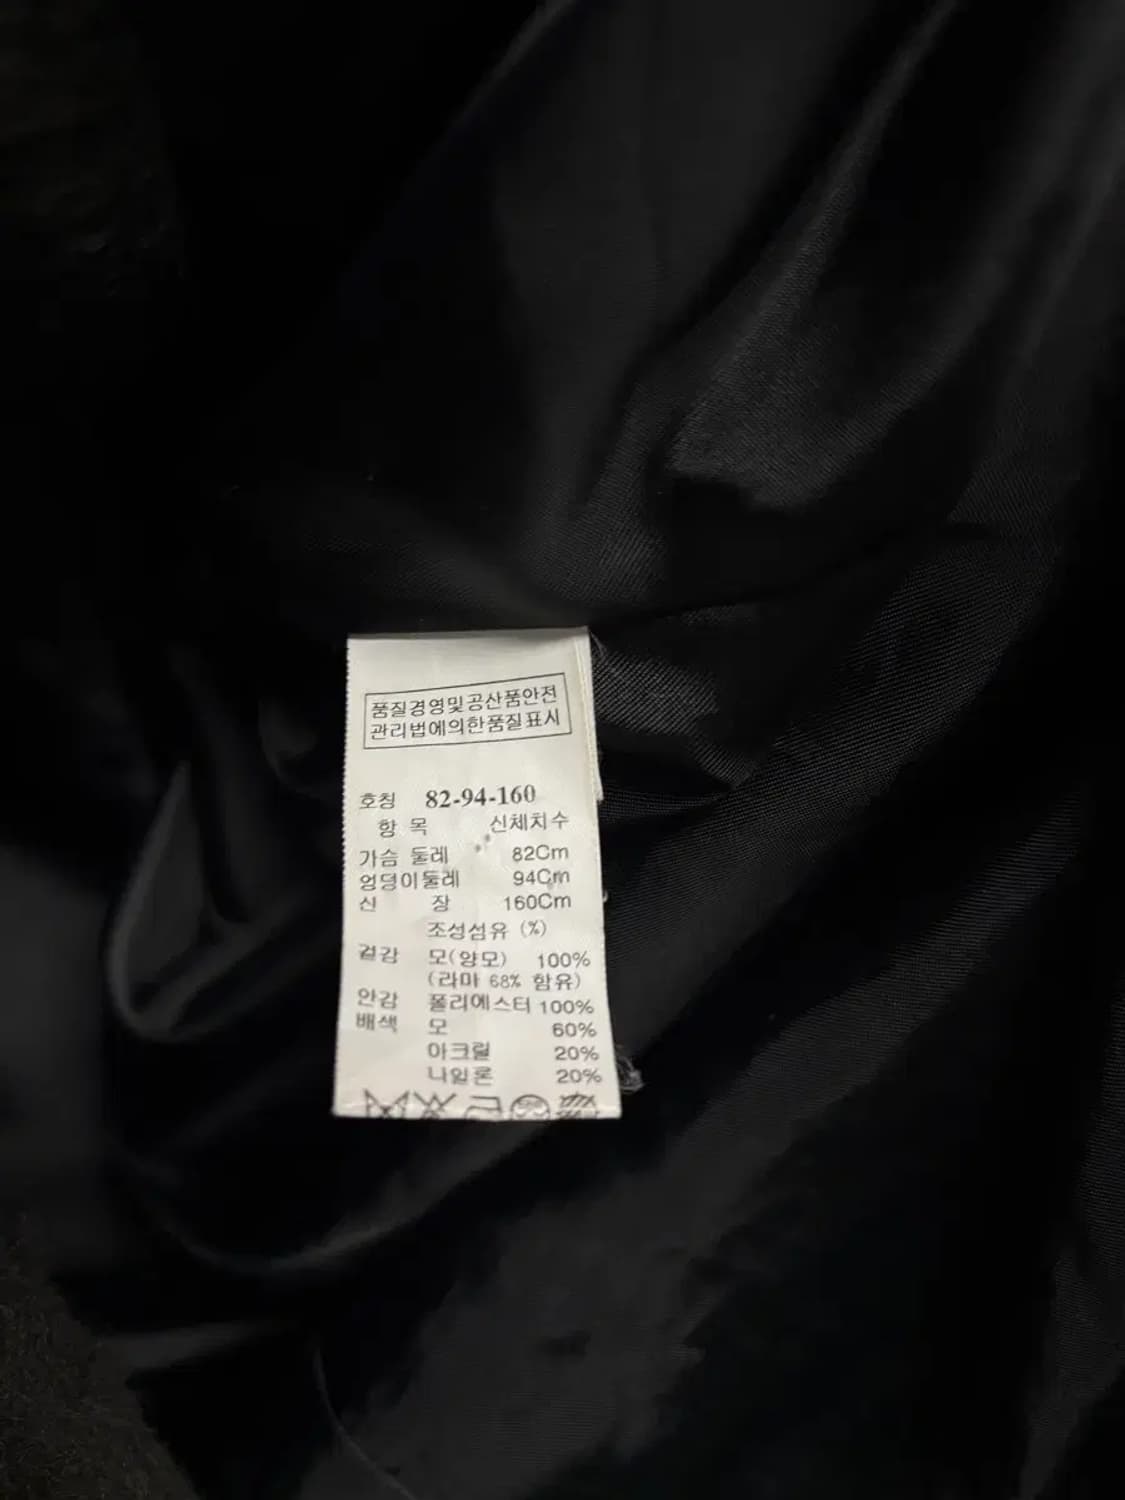 품질경영및공산품안전
관리법에의한품질표시
호칭 82-94-160
항 목 신체치수
가슴 둘레 82Cm
엉덩이둘레 94Cm
신 장 160Cm
조성섬유 (%)
겉감 모(양모) 100%
(라마 68% 함유)
안감 폴리에스터 100%
배색 모 60%
아크릴 20%
나일론 20%